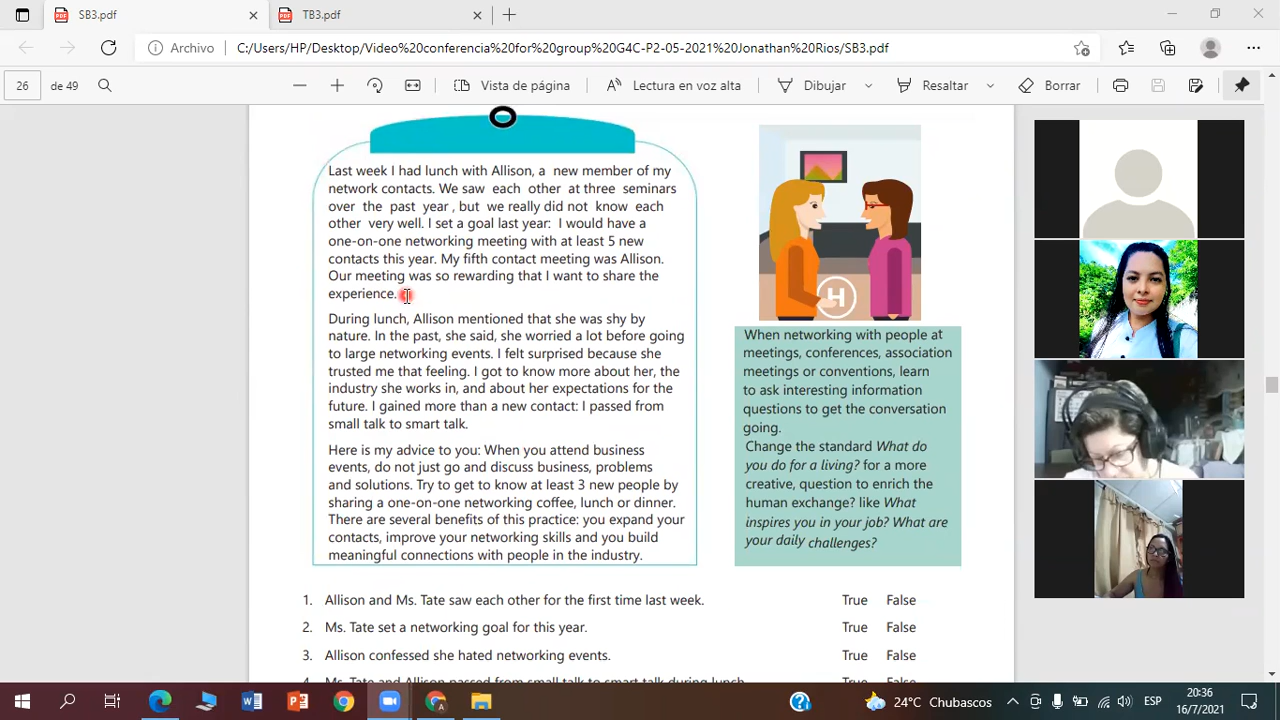 SB3.pdf
TB3.pdf
Archivo
C:/Users/HP/Desktop/Video%20conferencia%20for%20group%20G4C-P2-05-2021%20Jonathan%20Rios/SB3.pdf
26
de 49
Vista de página
Lectura en voz alta
Dibujar
Resaltar
Borrar
Last week I had lunch with Allison, a new member of my
network contacts. We saw each other at three seminars
over the past year , but we really did not know each
other very well. I set a goal last year: I would have a
one-on-one networking meeting with at least 5 new
contacts this year. My fifth contact meeting was Allison.
Our meeting was so rewarding that I want to share the
experience.
During lunch, Allison mentioned that she was shy by
nature. In the past, she said, she worried a lot before going
to large networking events. I felt surprised because she
trusted me that feeling. I got to know more about her, the
industry she works in, and about her expectations for the
future. I gained more than a new contact: I passed from
small talk to smart talk.
Here is my advice to you: When you attend business
events, do not just go and discuss business, problems
and solutions. Try to get to know at least 3 new people by
sharing a one-on-one networking coffee, lunch or dinner.
There are several benefits of this practice: you expand your
contacts, improve your networking skills and you build
meaningful connections with people in the industry.
H
When networking with people at
meetings, conferences, association
meetings or conventions, learn
to ask interesting information
questions to get the conversation
going.
Change the standard What do
you do for a living? for a more
creative, question to enrich the
human exchange? like What
inspires you in your job? What are
your daily challenges?
1. Allison and Ms. Tate saw each other for the first time last week. True False
2. Ms. Tate set a networking goal for this year. True False
3. Allison confessed she hated networking events. True False
4. Ms. Tate and Allison passed from small talk to smart talk during lunch. True False
24°C Chubascos
ESP
20:36
16/7/2021